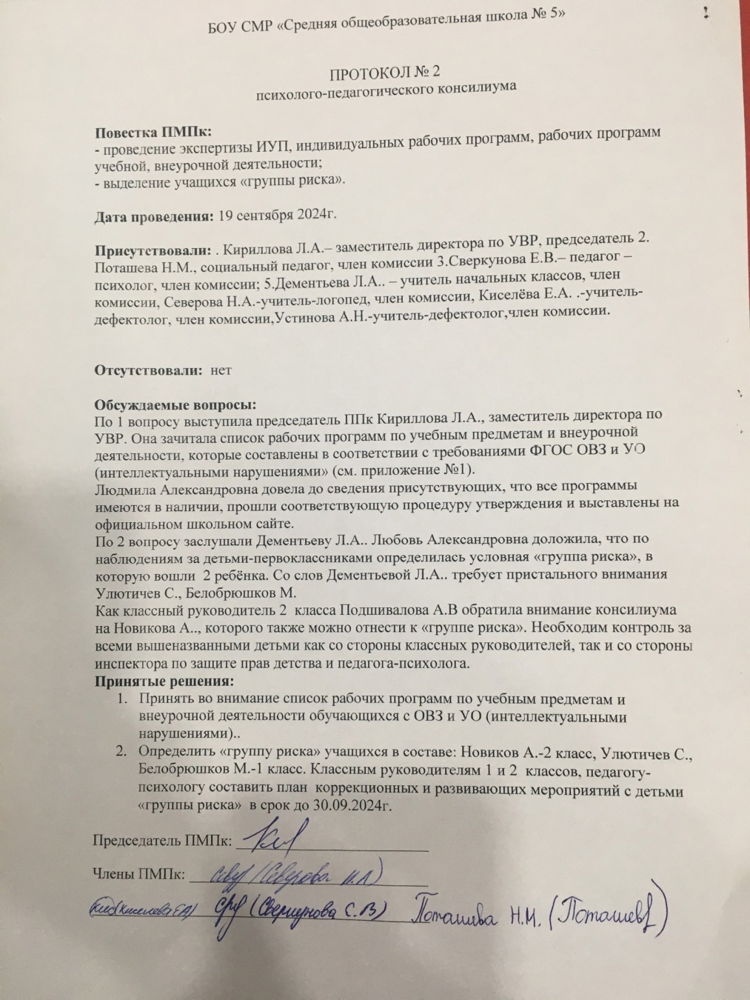 БОУ СМР «Средняя общеобразовательная школа № 5»
ПРОТОКОЛ № 2
психолого-педагогического консилиума
Повестка ПМПк:
- проведение экспертизы ИУП, индивидуальных рабочих программ, рабочих программ
учебной, внеурочной деятельности;
- выделение учащихся «группы риска».
Дата проведения: 19 сентября 2024г.
Присутствовали: . Кириллова Л.А.– заместитель директора по УВР, председатель 2.
Поташева Н.М., социальный педагог, член комиссии 3.Сверкунова Е.В.– педагог –
психолог, член комиссии; 5.Дементьева Л.А.. – учитель начальных классов, член
комиссии, Северова Н.А.-учитель-логопед, член комиссии, Киселёва Е.А. .-учитель-
дефектолог, член комиссии,Устинова А.Н.-учитель-дефектолог,член комиссии.
Отсутствовали: нет
Обсуждаемые вопросы:
По 1 вопросу выступила председатель ППк Кириллова Л.А., заместитель директора по
УВР. Она зачитала список рабочих программ по учебным предметам и внеурочной
деятельности, которые составлены в соответствии с требованиями ФГОС ОВЗ и УО
(интеллектуальными нарушениями» (см. приложение №1).
Людмила Александровна довела до сведения присутствующих, что все программы
имеются в наличии, прошли соответствующую процедуру утверждения и выставлены на
официальном школьном сайте.
По 2 вопросу заслушали Дементьеву Л.А.. Любовь Александровна доложила, что по
наблюдениям за детьми-первоклассниками определилась условная «группа риска», в
которую вошли 2 ребёнка. Со слов Дементьевой Л.А.. требует пристального внимания
Улютичев С., Белобрюшков М.
Как классный руководитель 2 класса Подшивалова А.В обратила внимание консилиума
на Новикова А.., которого также можно отнести к «группе риска». Необходим контроль за
всеми вышеназванными детьми как со стороны классных руководителей, так и со стороны
инспектора по защите прав детства и педагога-психолога.
Принятые решения:
1. Принять во внимание список рабочих программ по учебным предметам и
внеурочной деятельности обучающихся с ОВЗ и УО (интеллектуальными
нарушениями)..
2. Определить «группу риска» учащихся в составе: Новиков А.-2 класс, Улютичев С.,
Белобрюшков М.-1 класс. Классным руководителям 1 и 2 классов, педагогу-
психологу составить план коррекционных и развивающих мероприятий с детьми
«группы риска» в срок до 30.09.2024г.
Председатель ПМПк:
Члены ПМПк: (Северова
(Киселева Е.А) (Сверкунова Поташева Н.М. (Поташева)